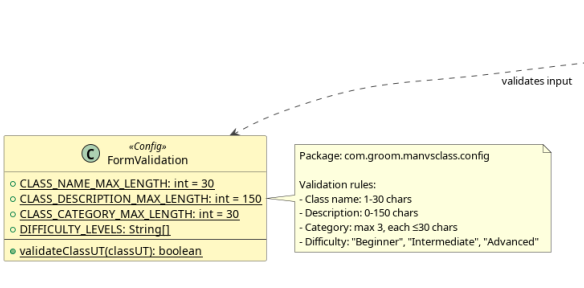 validates input
C
«Config»
FormValidation
CLASS_NAME_MAX_LENGTH: int = 30
CLASS_DESCRIPTION_MAX_LENGTH: int = 150
CLASS_CATEGORY_MAX_LENGTH: int = 30
DIFFICULTY_LEVELS: String[]
validateClassUT(classUT): boolean
Package: com.groom.manvsclass.config
Validation rules:
- Class name: 1-30 chars
- Description: 0-150 chars
- Category: max 3, each ≤30 chars
- Difficulty: "Beginner", "Intermediate", "Advanced"